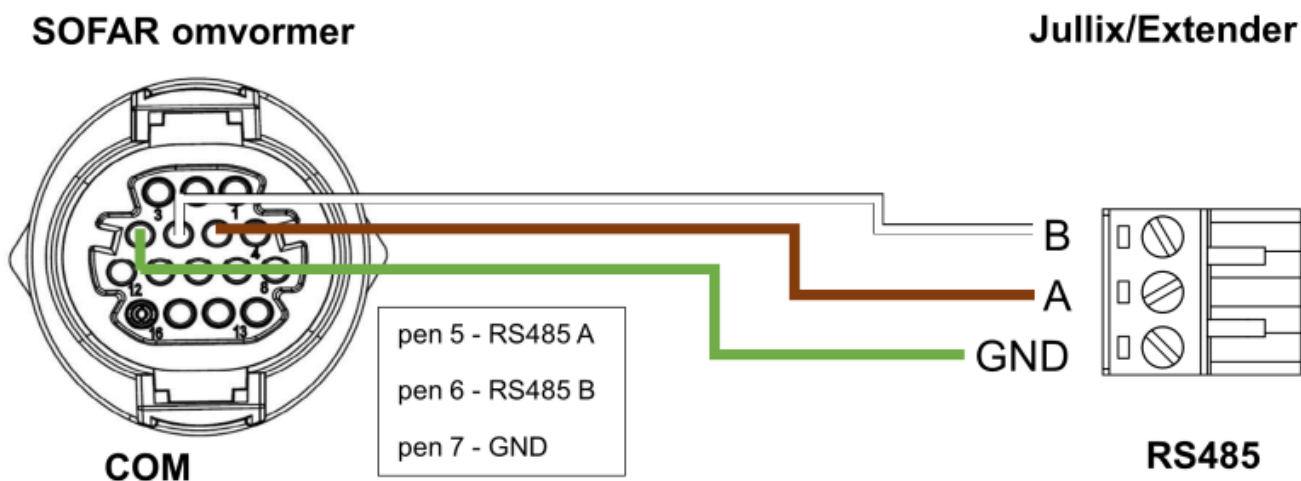 SOFAR omvormer
Jullix/Extender
3
1
4
12
8
16
13
B
A
GND
pen 5 - RS485 A
pen 6 - RS485 B
pen 7 - GND
COM
RS485